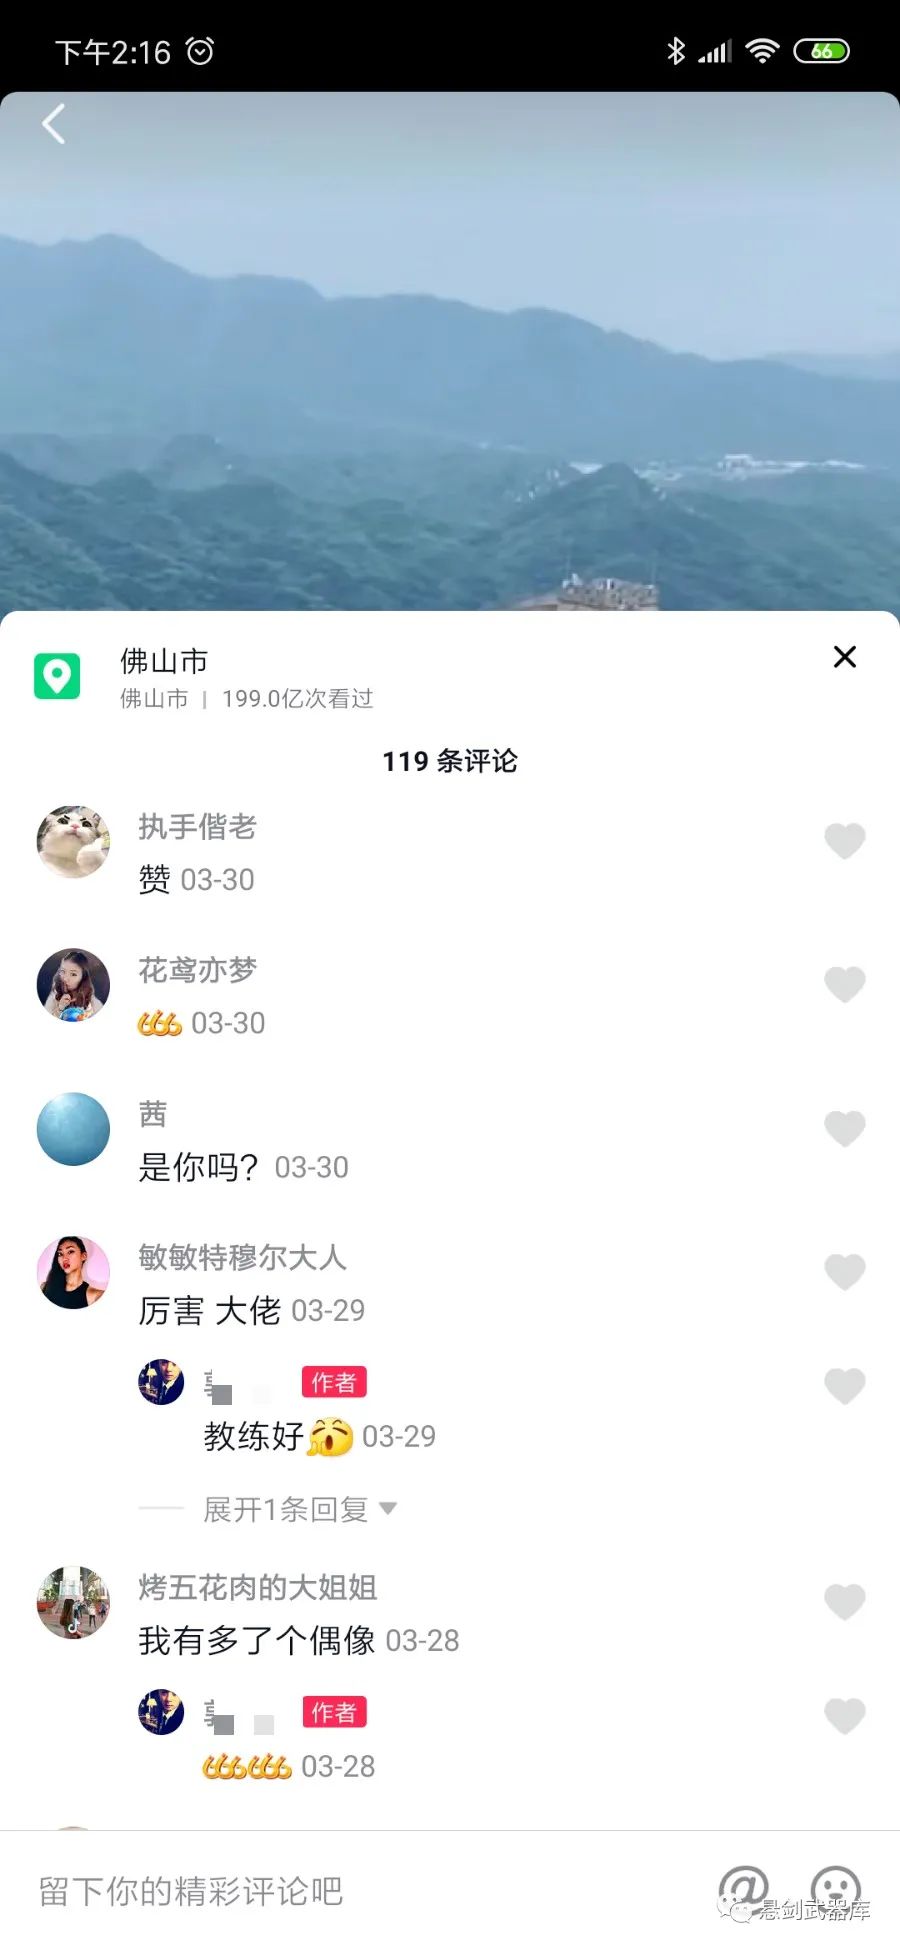 下午2:16
66
佛山市
佛山市 | 199.0亿次看过
119 条评论
执手偕老
赞 03-30
花鸢亦梦
666 03-30
茜
是你吗? 03-30
敏敏特穆尔大人
厉害 大佬 03-29
作者
教练好 03-29
展开1条回复
烤五花肉的大姐姐
我有多了个偶像 03-28
作者
666666 03-28
留下你的精彩评论吧
@
悬剑武器库